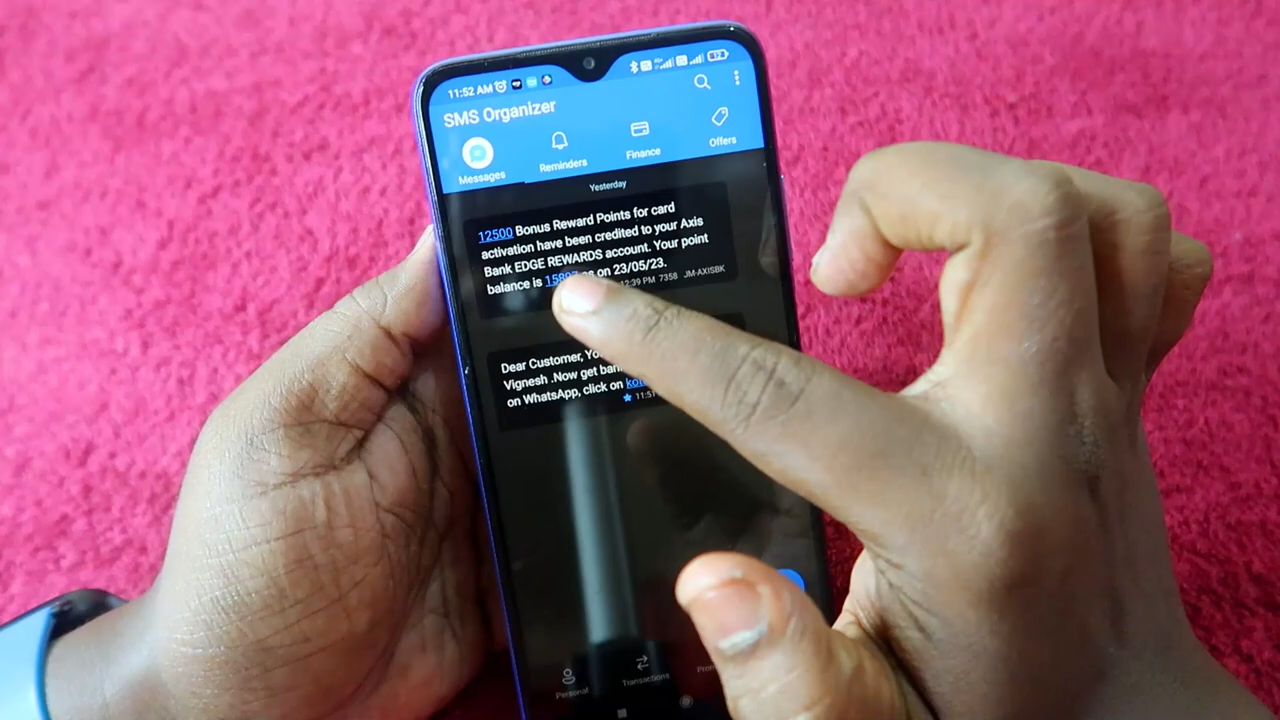 11:52 AM
SMS Organizer
Messages
Reminders
Finance
Offers
Yesterday
12500 Bonus Reward Points for card
activation have been credited to your Axis
Bank EDGE REWARDS account. Your point
balance is as on 23/05/23.
12:39 PM 7358 JM-AXISBK
Dear Customer,
Vignesh .Now get
on WhatsApp, click on
11:51
Personal
Transactions